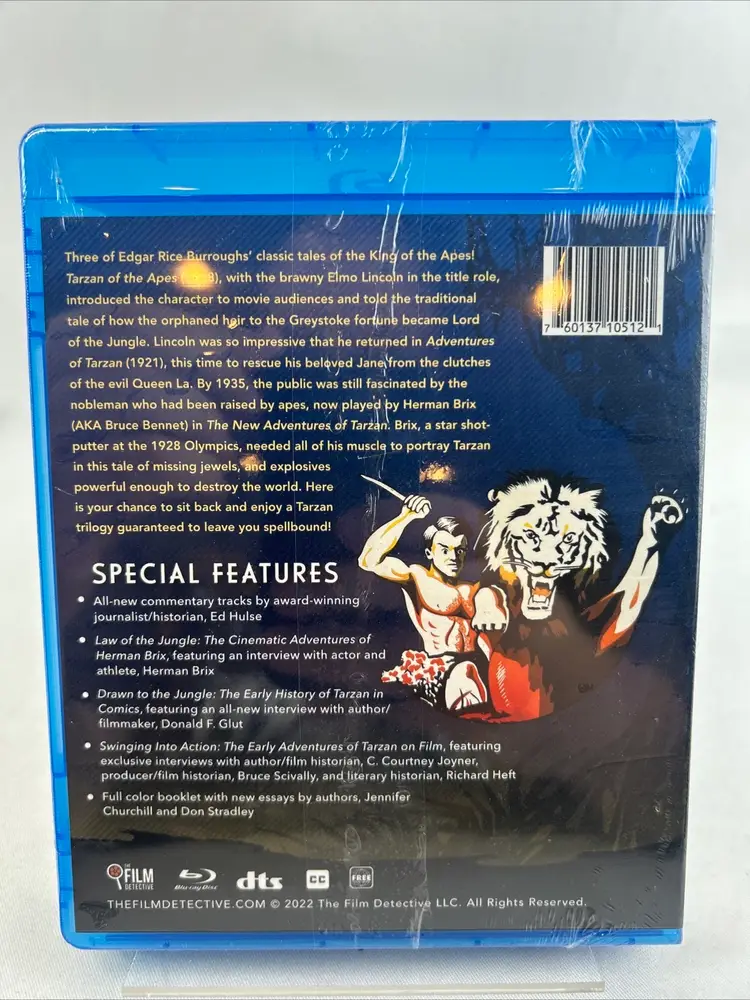 Three of Edgar Rice Burroughs' classic tales of the King of the Apes!
Tarzan of the Apes 8), with the brawny Elmo Lincoln in the title role,
introduced the character to movie audiences and told the traditional
tale of how the orphaned heir to the Greystoke fortune became Lord
of the Jungle. Lincoln was so impressive that he returned in Adventures
of Tarzan (1921), this time to rescue his beloved Jane from the clutches
of the evil Queen La. By 1935, the public was still fascinated by the
nobleman who had been raised by apes, now played by Herman Brix
(AKA Bruce Bennet) in The New Adventures of Tarzan. Brix, a star shot-
putter at the 1928 Olympics, needed all of his muscle to portray Tarzan
in this tale of missing jewels, and explosives
powerful enough to destroy the world. Here
is your chance to sit back and enjoy a Tarzan
trilogy guaranteed to leave you spellbound!
7 60137 10512 1
SPECIAL FEATURES
• All-new commentary tracks by award-winning
journalist/historian, Ed Hulse
• Law of the Jungle: The Cinematic Adventures of
Herman Brix, featuring an interview with actor and
athlete, Herman Brix
• Drawn to the Jungle: The Early History of Tarzan in
Comics, featuring an all-new interview with author/
filmmaker, Donald F. Glut
• Swinging Into Action: The Early Adventures of Tarzan on Film, featuring
exclusive interviews with author/film historian, C. Courtney Joyner,
producer/film historian, Bruce Scivally, and literary historian, Richard Heft
• Full color booklet with new essays by authors, Jennifer
Churchill and Don Stradley
THE FILM DETECTIVE
Blu-ray Disc
dts
CC
FREE
THEFILMDETECTIVE.COM © 2022 The Film Detective LLC. All Rights Reserved.